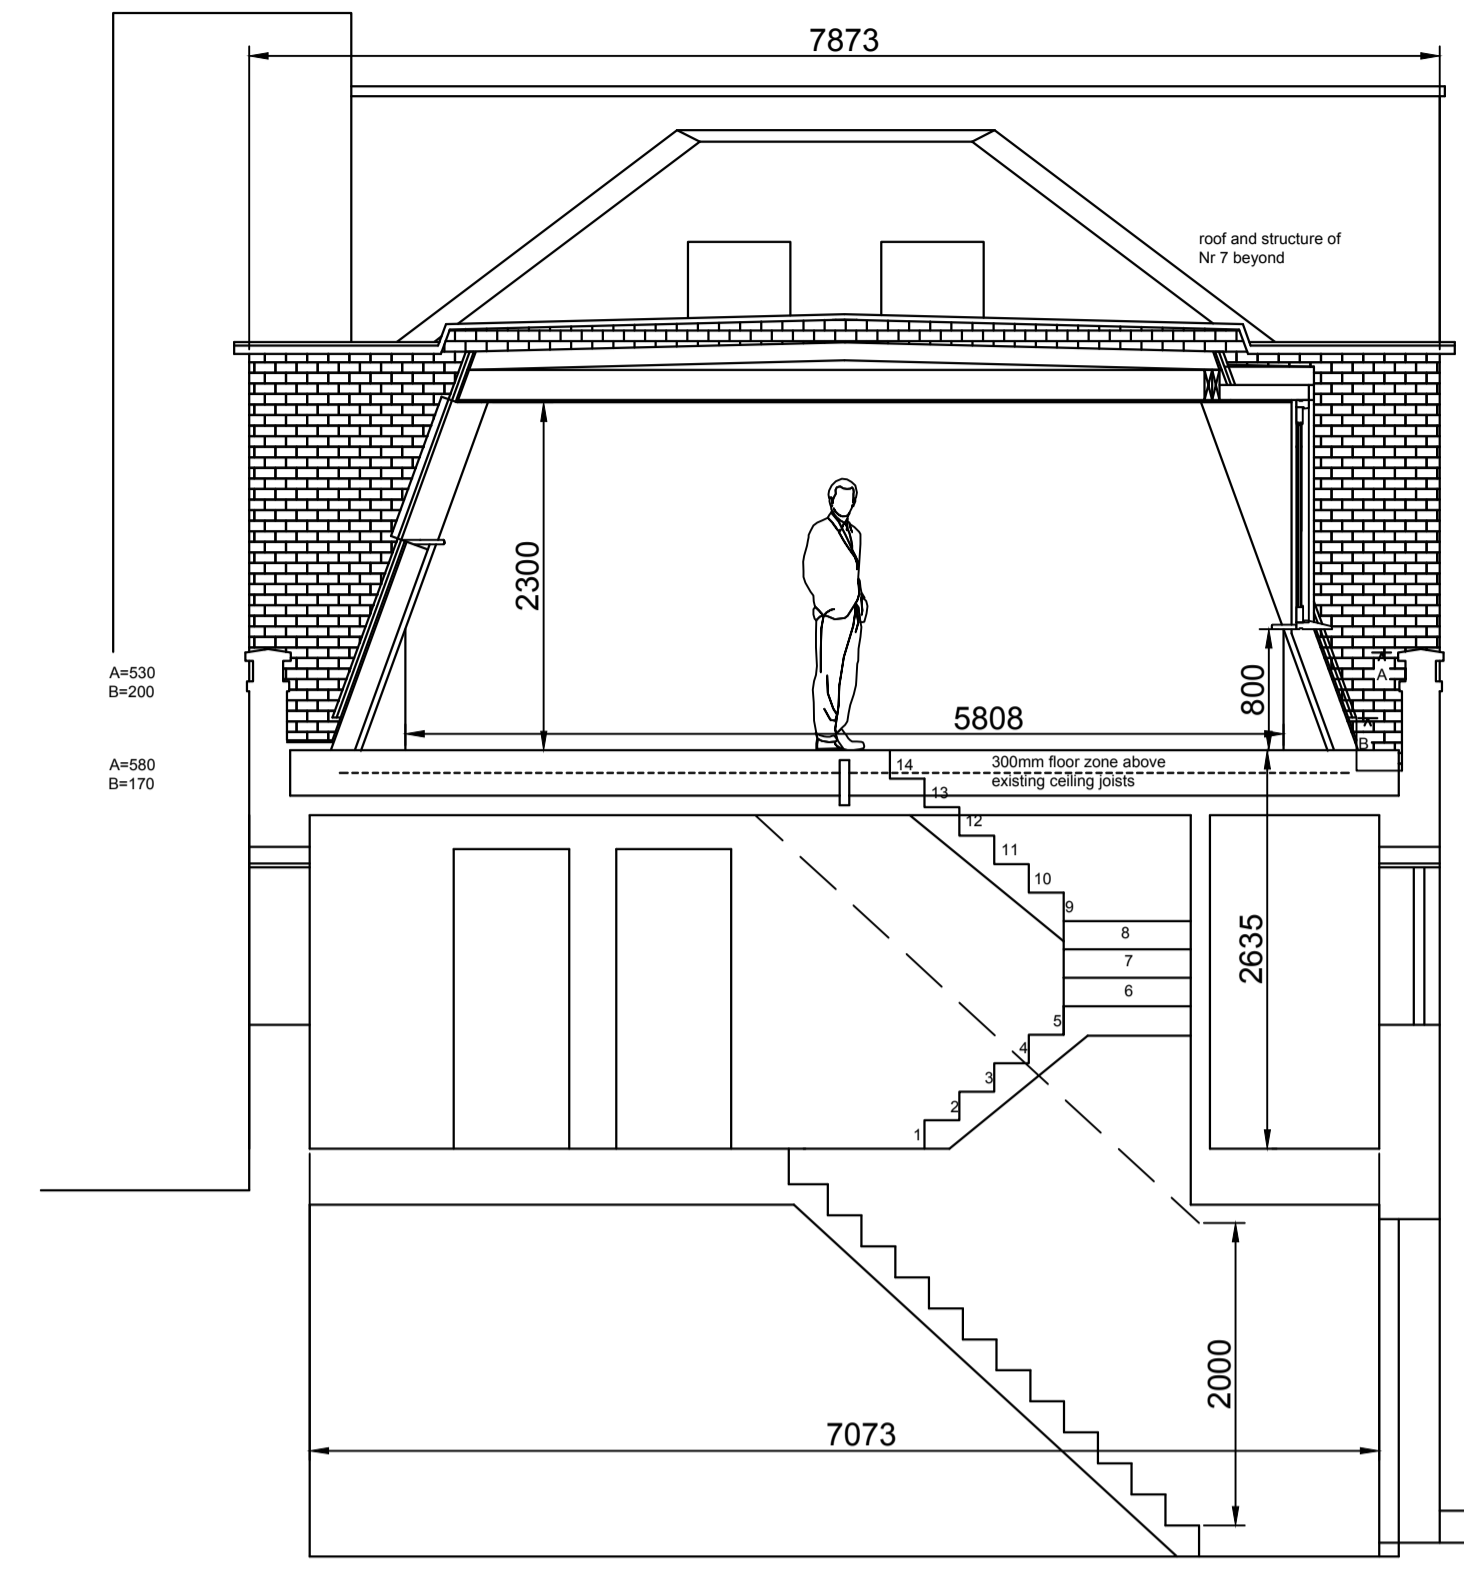 7873
roof and structure of
Nr 7 beyond
2300
A=530
B=200
A
800
5808
B
A=580
B=170
300mm floor zone above
existing ceiling joists
14
13
12
11
10
9
8
7
6
5
4
3
2
1
2635
2000
7073